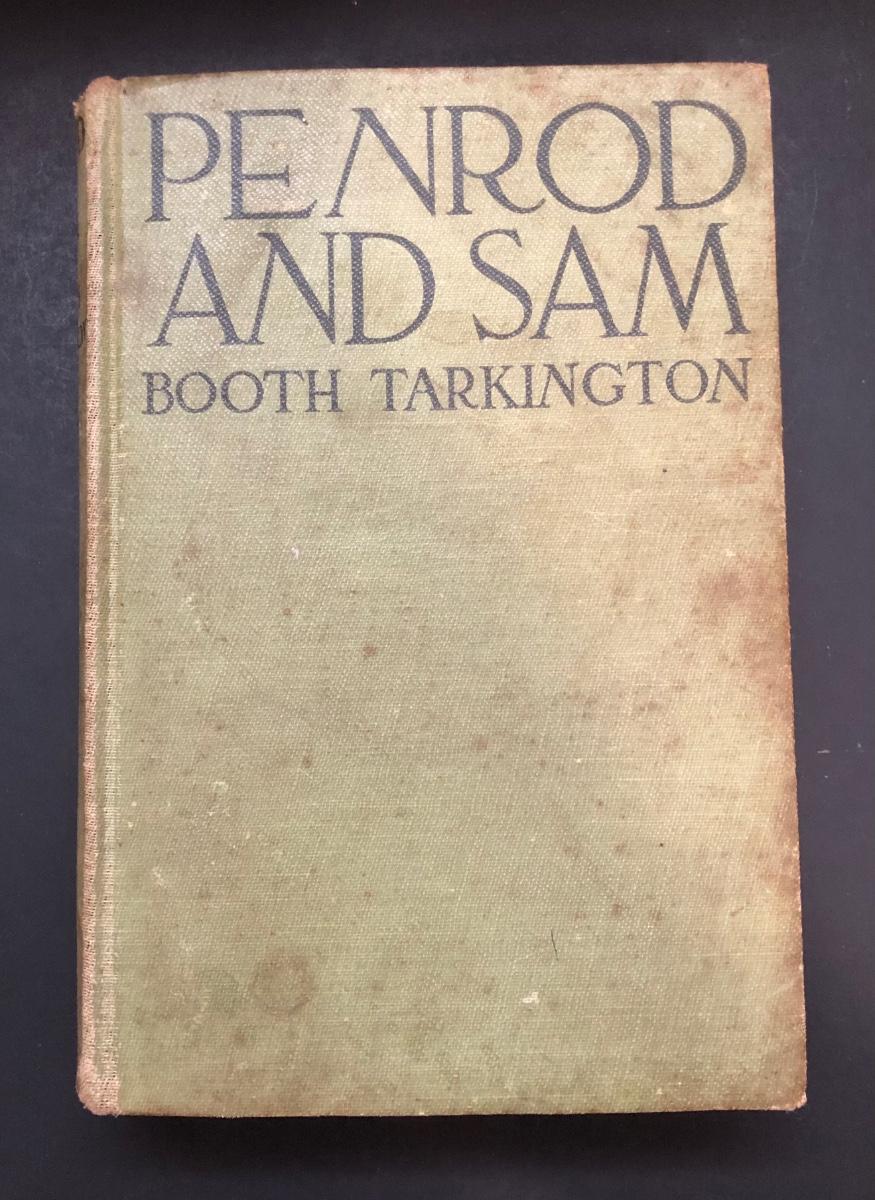 PENROD
AND SAM
BOOTH TARKINGTON